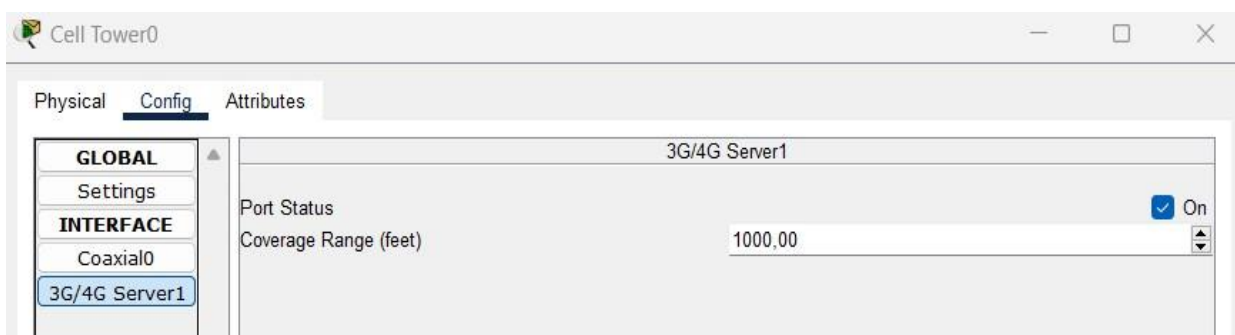 Cell Tower0
Physical Config Attributes
GLOBAL
Settings
INTERFACE
Coaxial0
3G/4G Server1
3G/4G Server1
Port Status On
Coverage Range (feet) 1000,00